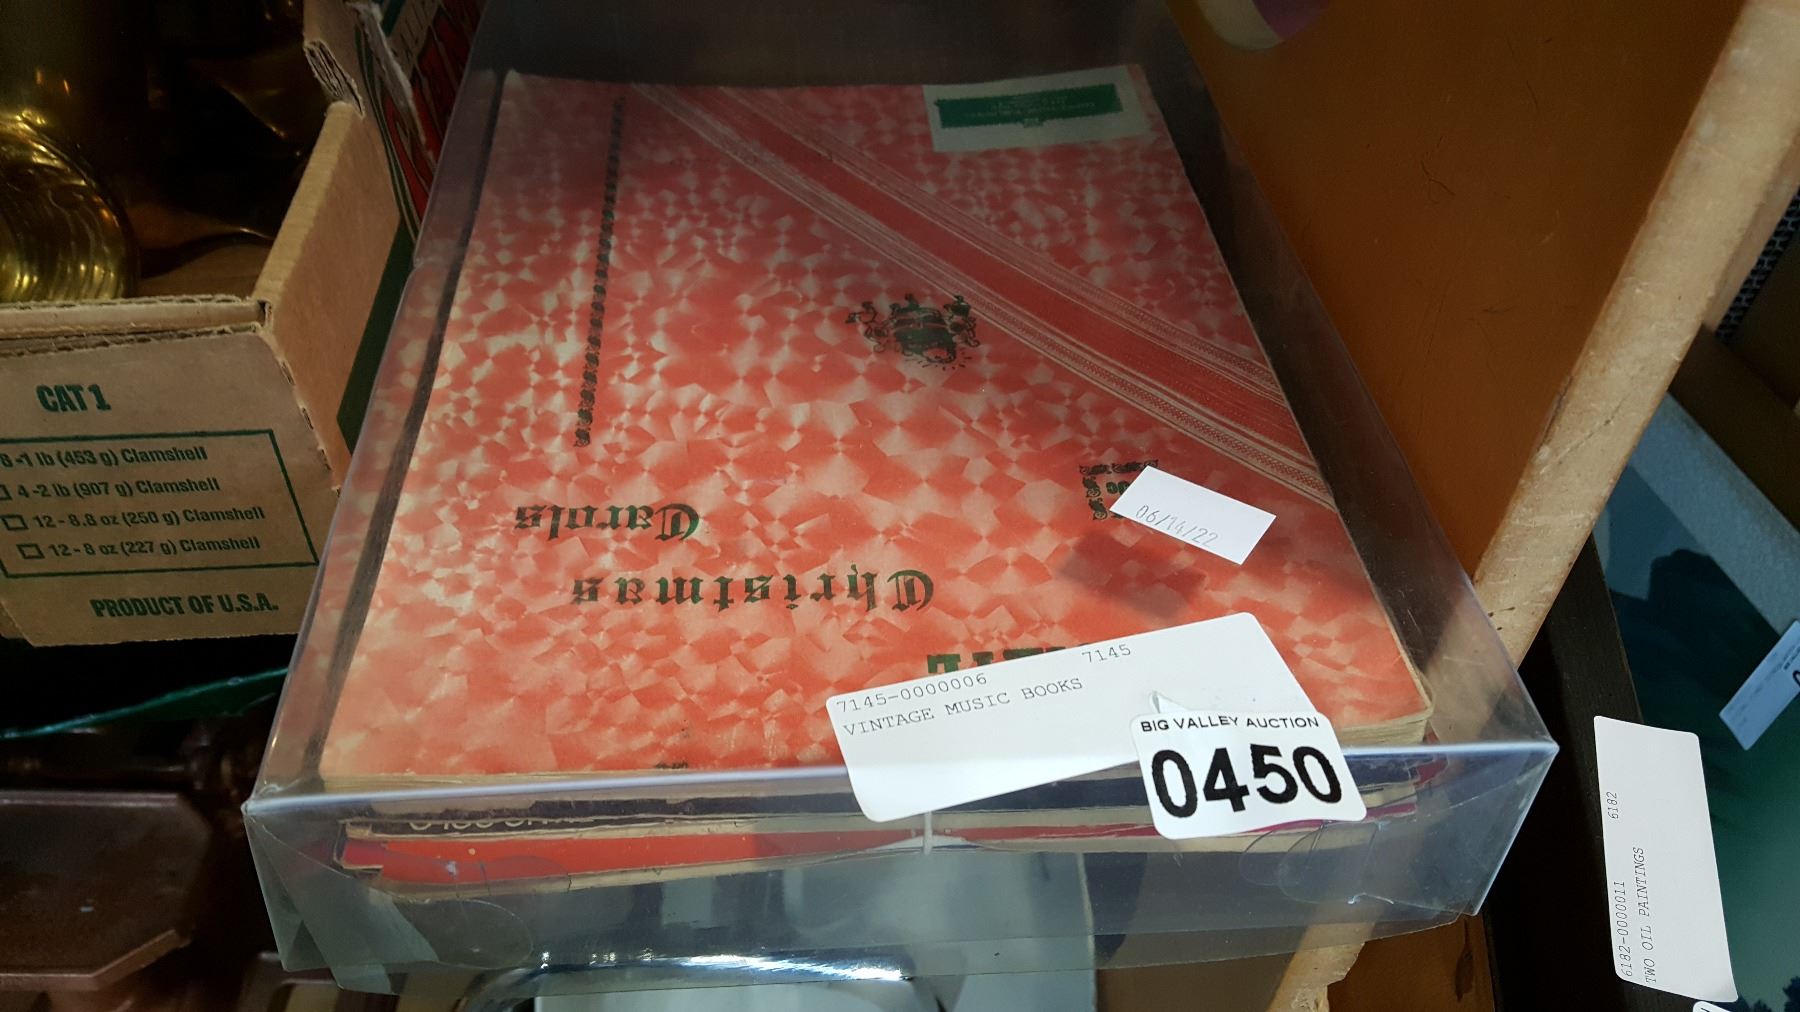 CAT 1
8 -1 lb (453 g) Clamshell
4 -2 lb (907 g) Clamshell
12 - 8.8 oz (250 g) Clamshell
12 - 8 oz (227 g) Clamshell
PRODUCT OF U.S.A.
Christmas
Carols
06/14/22
7145-0000006 7145
VINTAGE MUSIC BOOKS
BIG VALLEY AUCTION
0450
6182-0000011 6182
TWO OIL PAINTINGS